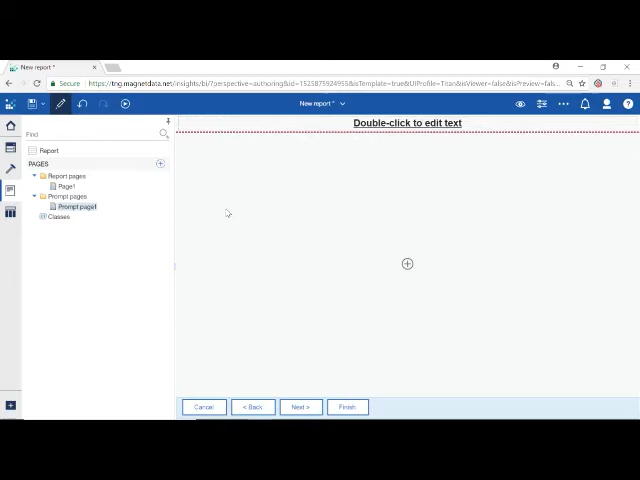 New report *
Secure
https://tng.magnetdata.net/insights/bi/?perspective=authoring&id=1525875924955&isTemplate=true&UIProfile=Titan&isViewer=false&isPreview=fals
New report *
Find
Double-click to edit text
Report
PAGES
Report pages
Page1
Prompt pages
Prompt page1
Classes
Cancel
< Back
Next >
Finish